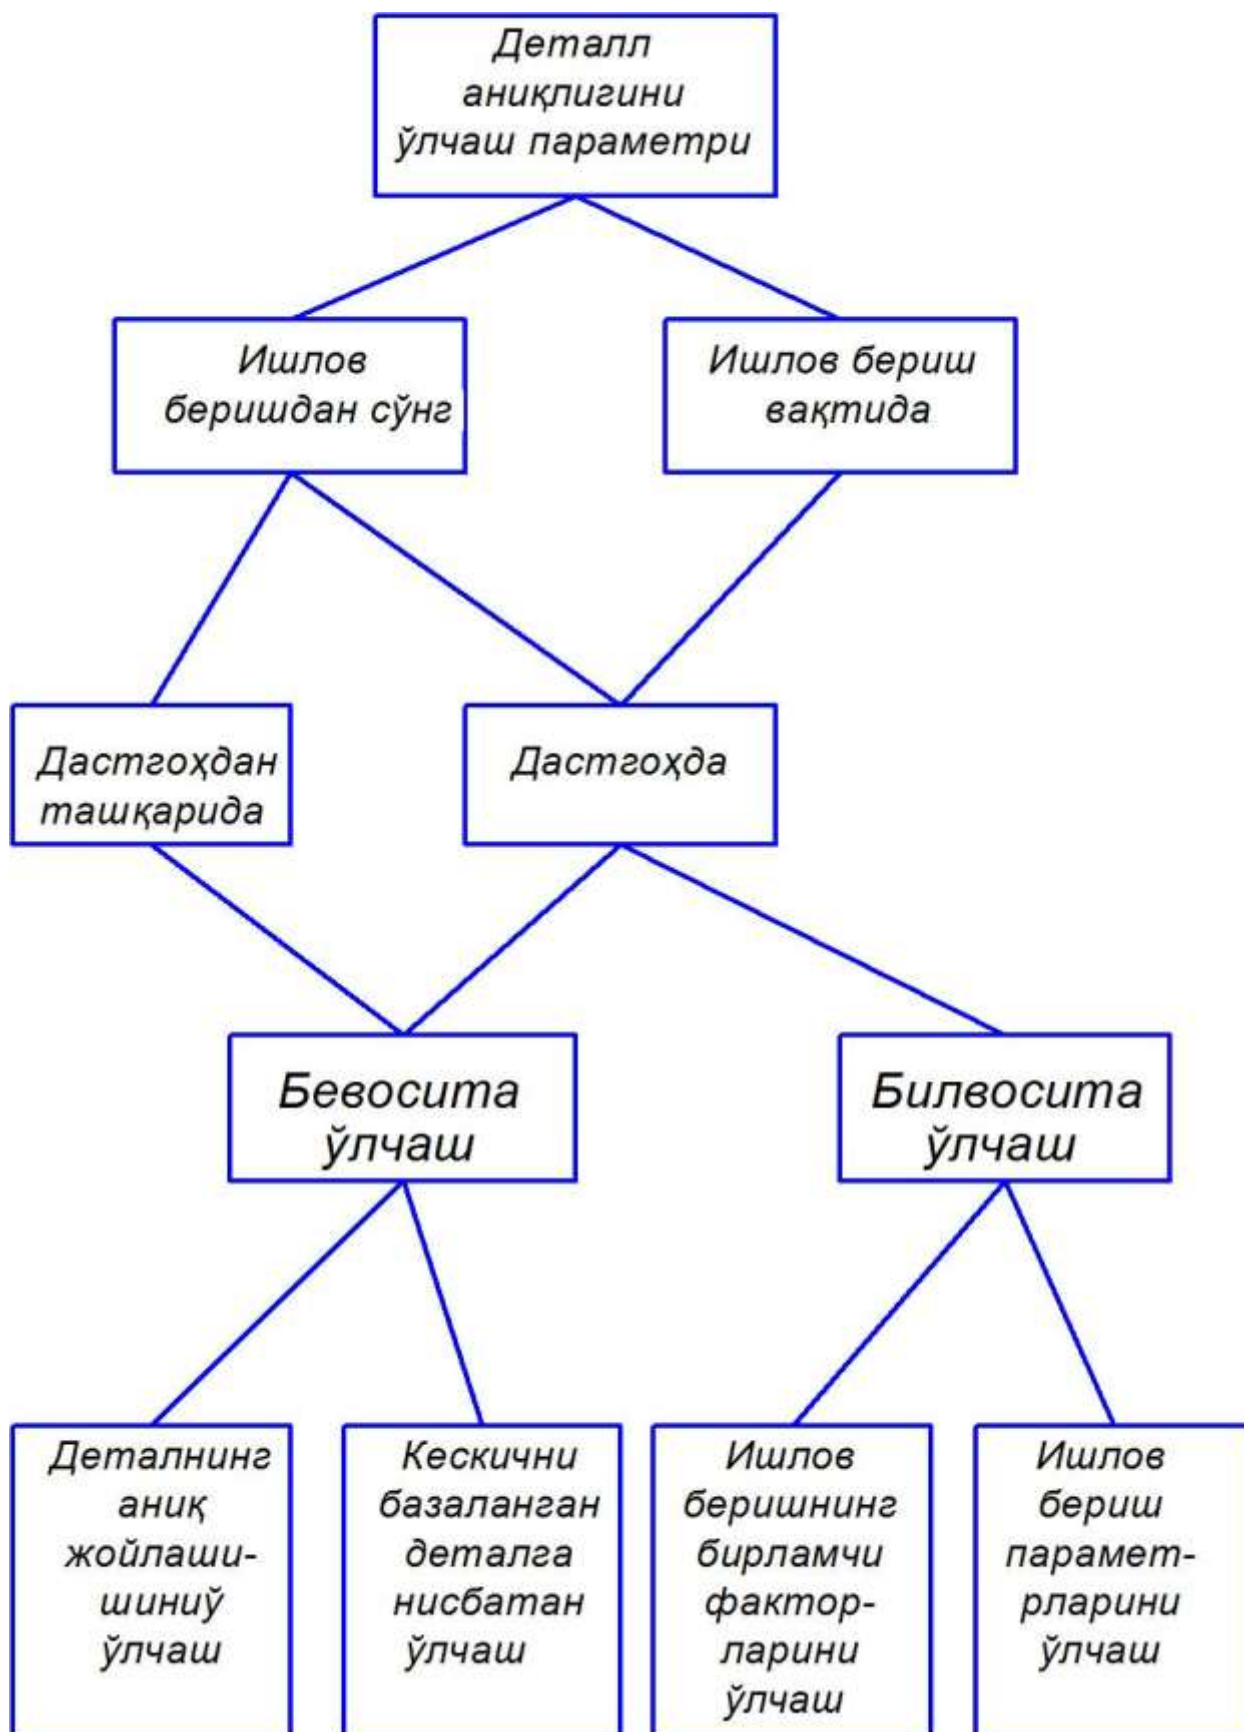 Деталл
аниқлигини
ўлчаш параметри
Ишлов
беришдан сўнг
Ишлов бериш
вақтида
Дастгоҳдан
ташқарида
Дастгоҳда
Бевосита
ўлчаш
Билвосита
ўлчаш
Деталнинг
аниқ
жойлаши-
шиниў
ўлчаш
Кескични
базаланган
деталга
нисбатан
ўлчаш
Ишлов
беришнинг
бирламчи
фактор-
ларини
ўлчаш
Ишлов
бериш
парамет-
рларини
ўлчаш